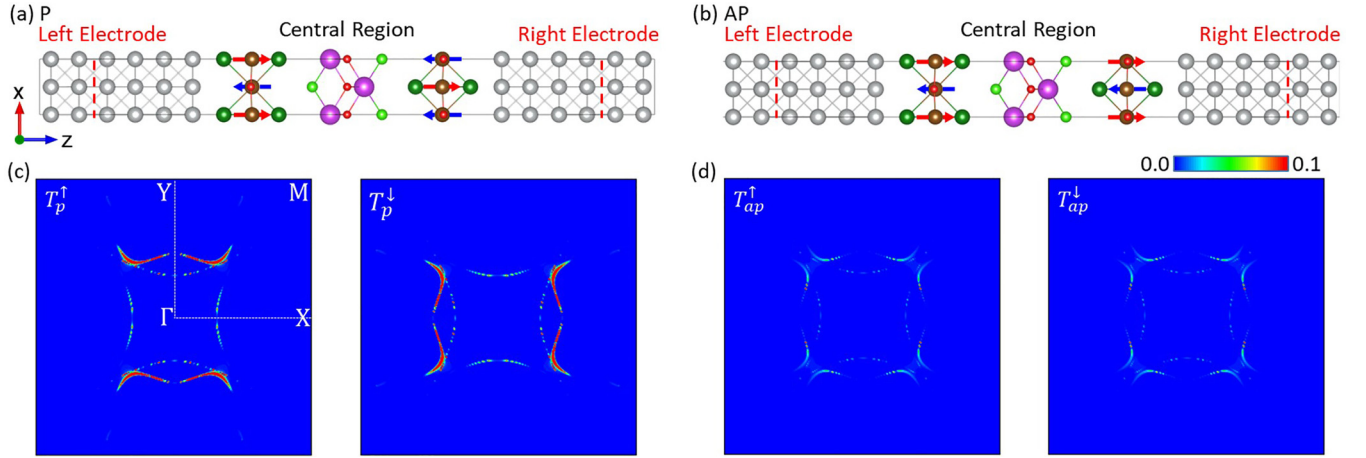 (a) P
Left Electrode
Central Region
Right Electrode
X
Z
(b) AP
Left Electrode
Central Region
Right Electrode
(c)
T_p^↑
Y
M
Γ
X
T_p^↓
(d)
0.0
0.1
T_ap^↑
T_ap^↓